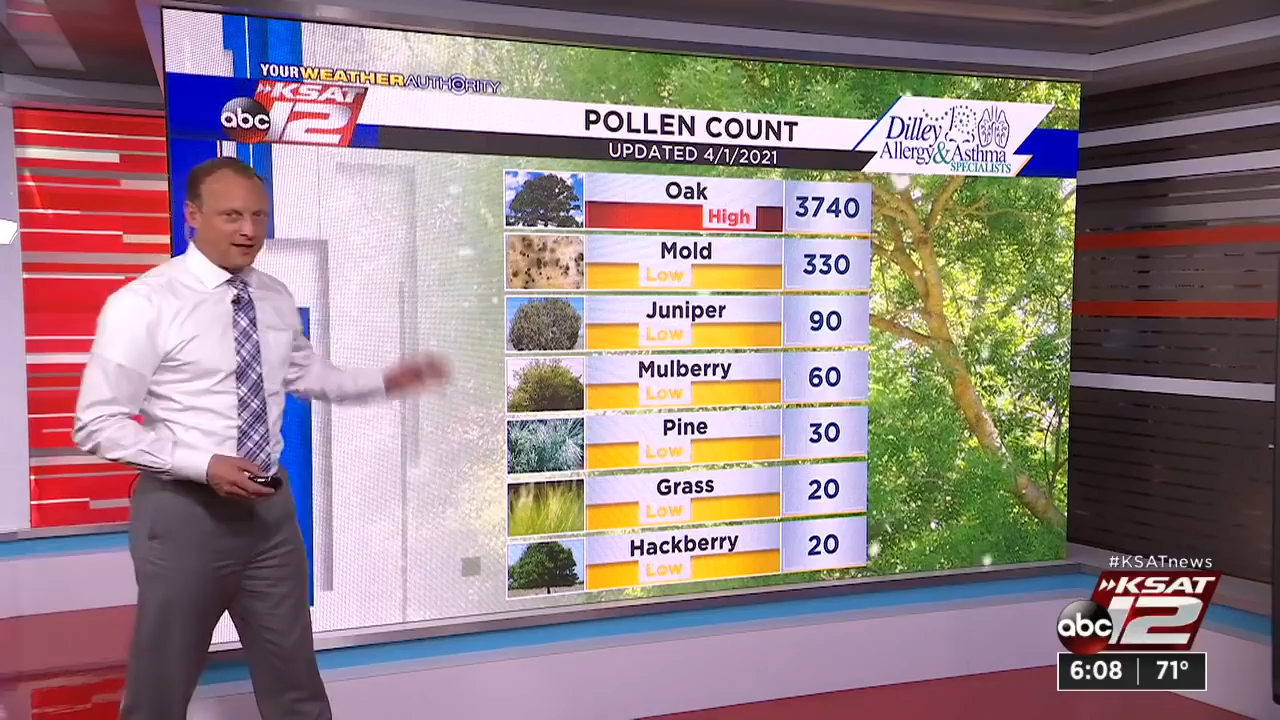 YOUR WEATHER AUTHORITY
KSAT
abc 12
POLLEN COUNT
UPDATED 4/1/2021
Dilley
Allergy & Asthma
SPECIALISTS
Oak
High
3740
Mold
Low
330
Juniper
Low
90
Mulberry
Low
60
Pine
Low
30
Grass
Low
20
Hackberry
Low
20
#KSATnews
KSAT
abc 12
6:08 71°